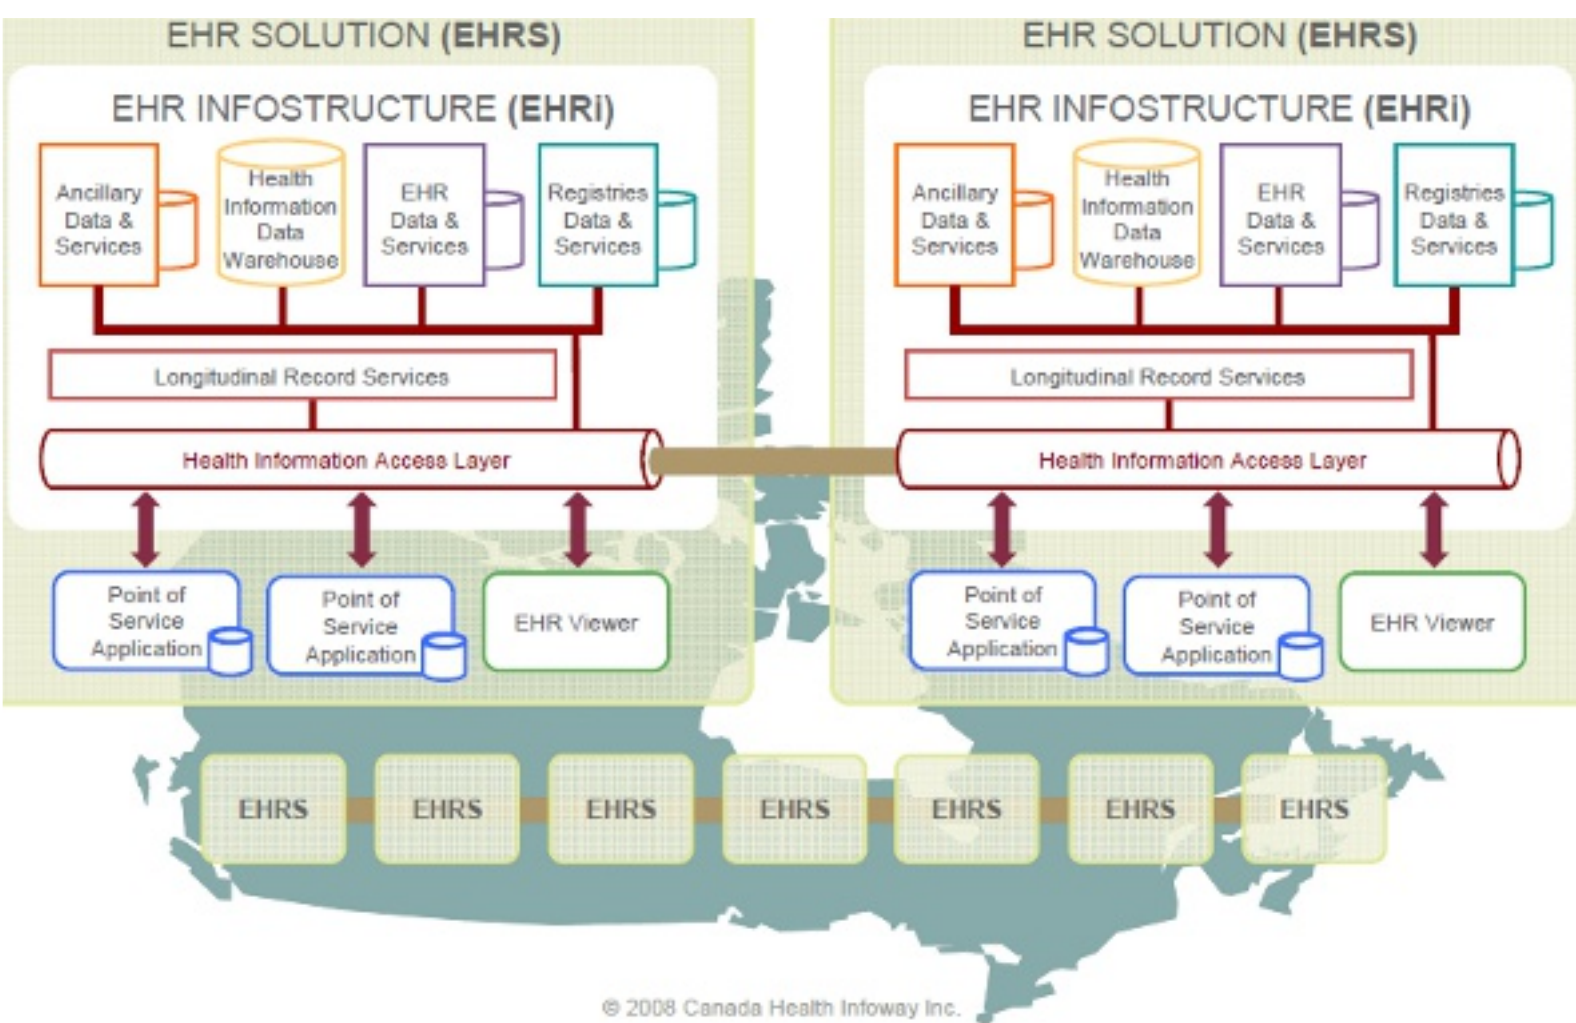 EHR SOLUTION (EHRS)
EHR INFOSTRUCTURE (EHRi)
Ancillary
Data &
Services
Health
Information
Data
Warehouse
EHR
Data &
Services
Registries
Data &
Services
Longitudinal Record Services
Health Information Access Layer
Point of
Service
Application
Point of
Service
Application
EHR Viewer
EHR SOLUTION (EHRS)
EHR INFOSTRUCTURE (EHRi)
Ancillary
Data &
Services
Health
Information
Data
Warehouse
EHR
Data &
Services
Registries
Data &
Services
Longitudinal Record Services
Health Information Access Layer
Point of
Service
Application
Point of
Service
Application
EHR Viewer
EHRS
EHRS
EHRS
EHRS
EHRS
EHRS
EHRS
© 2008 Canada Health Infoway Inc.